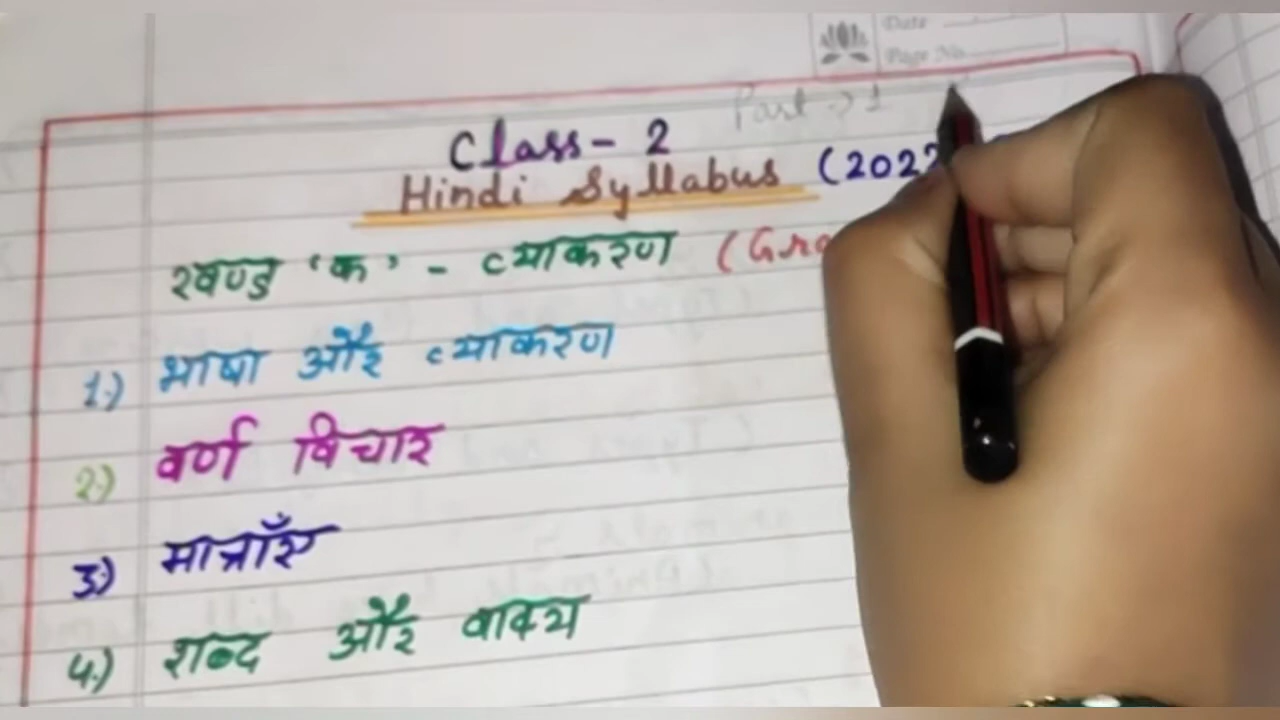 Date
Page No.
Part → 1
Class - 2
Hindi Syllabus (202
खण्ड 'क' - व्याकरण (Gra
1.) भाषा और व्याकरण
2.) वर्ण विचार
3.) मात्राएँ
4.) शब्द और वाक्य